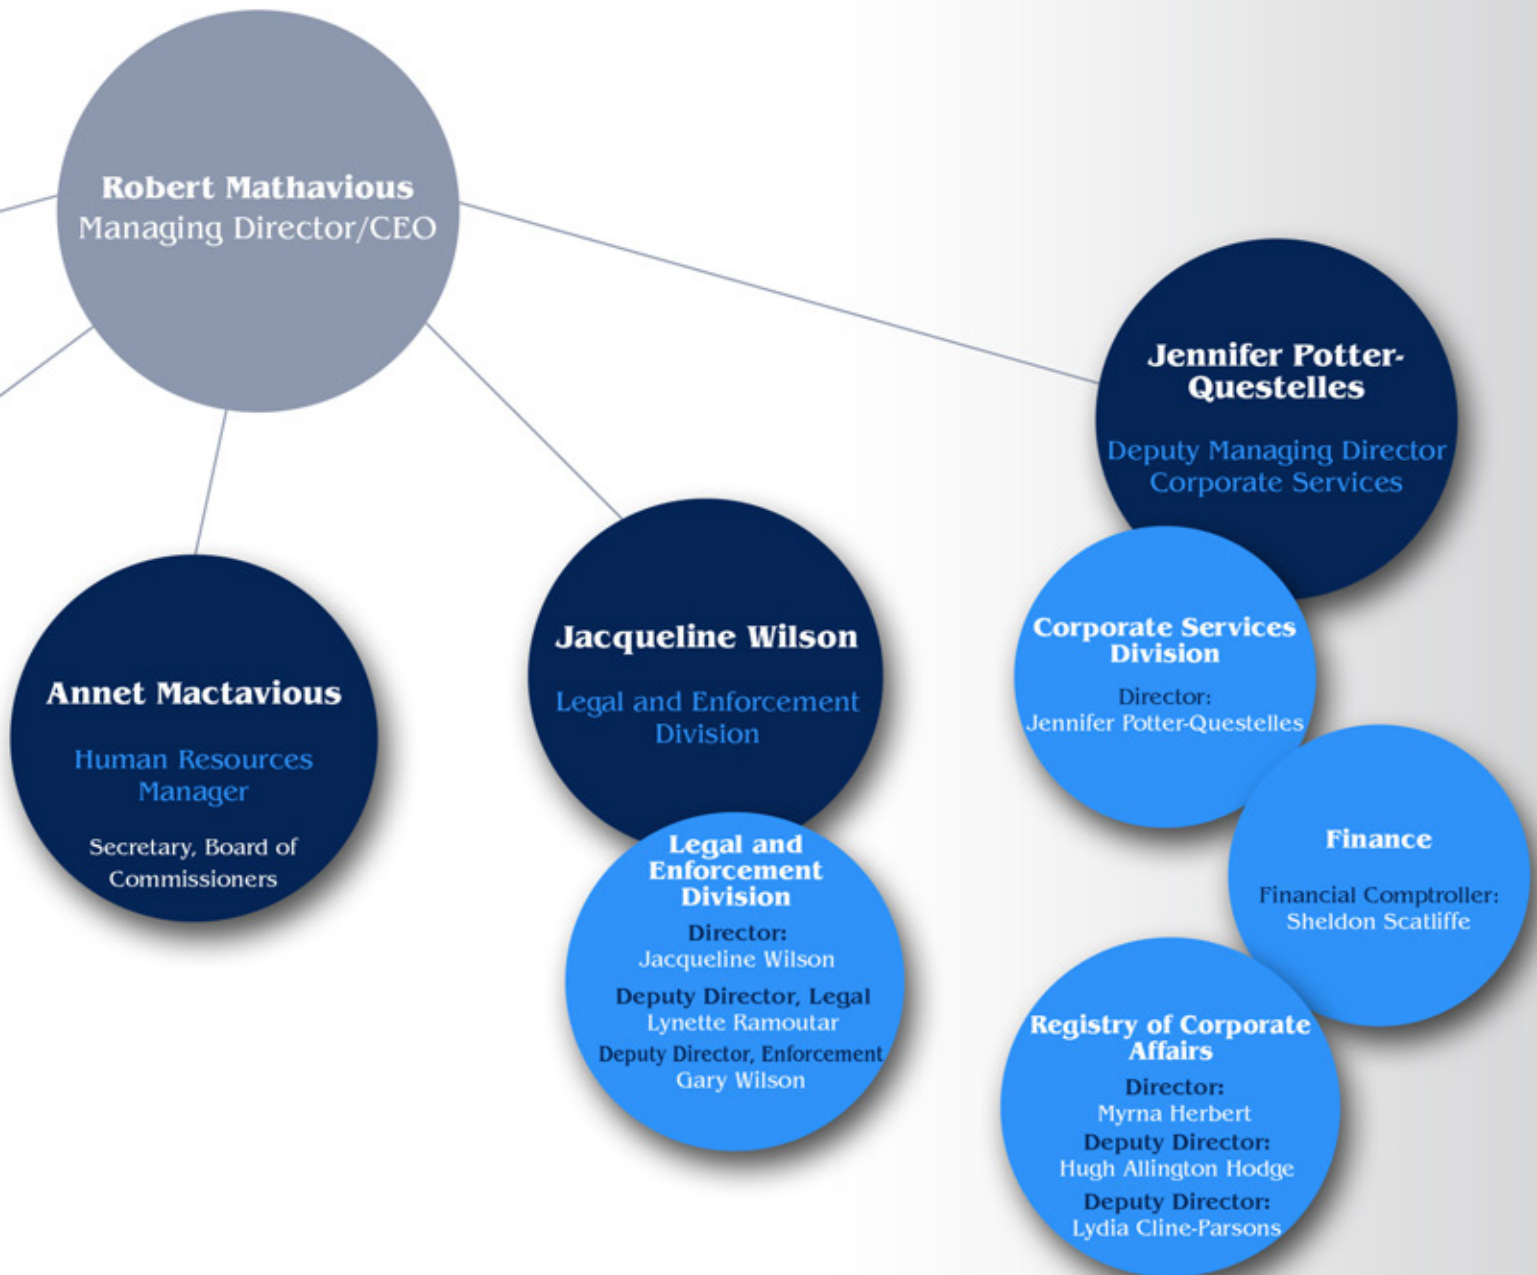 Robert Mathavious
Managing Director/CEO
Jennifer Potter-
Questelles
Deputy Managing Director
Corporate Services
Corporate Services
Division
Director:
Jennifer Potter-Questelles
Finance
Financial Comptroller:
Sheldon Scatliffe
Registry of Corporate
Affairs
Director:
Myrna Herbert
Deputy Director:
Hugh Allington Hodge
Deputy Director:
Lydia Cline-Parsons
Jacqueline Wilson
Legal and Enforcement
Division
Legal and
Enforcement
Division
Director:
Jacqueline Wilson
Deputy Director, Legal
Lynette Ramoutar
Deputy Director, Enforcement
Gary Wilson
Annet Mactavious
Human Resources
Manager
Secretary, Board of
Commissioners